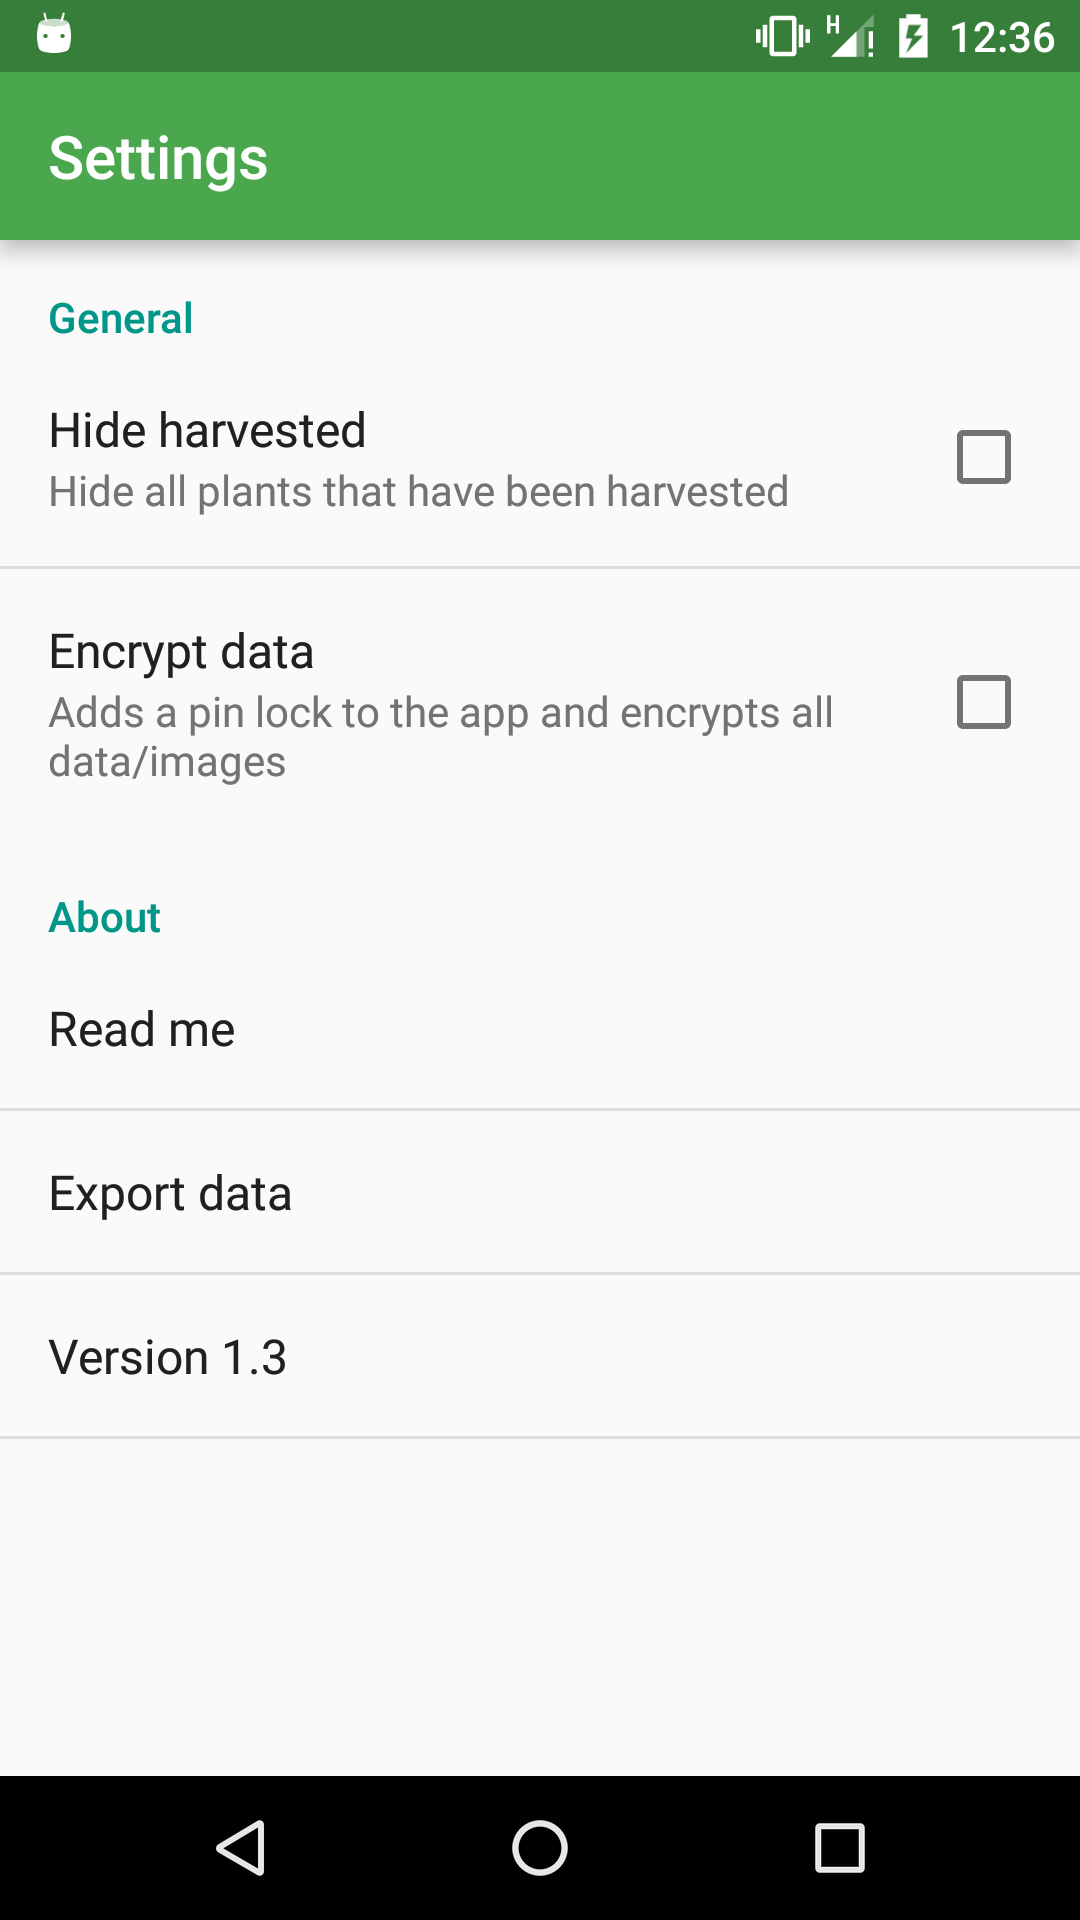 H
12:36
Settings
General
Hide harvested
Hide all plants that have been harvested
Encrypt data
Adds a pin lock to the app and encrypts all
data/images
About
Read me
Export data
Version 1.3